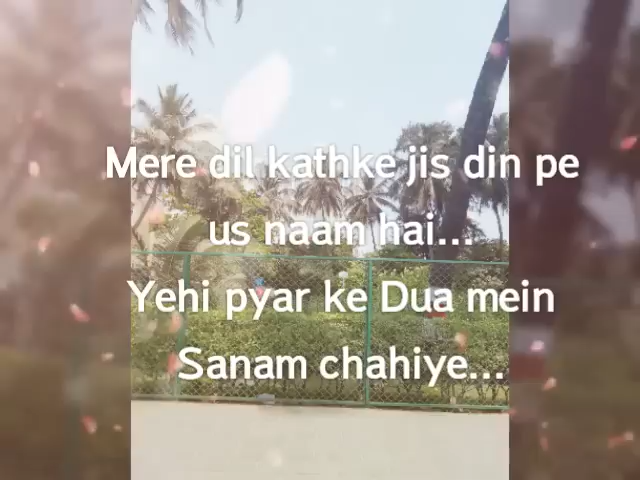 Mere dil kathke jis din pe
us naam hai...
Yehi pyar ke Dua mein
Sanam chahiye...